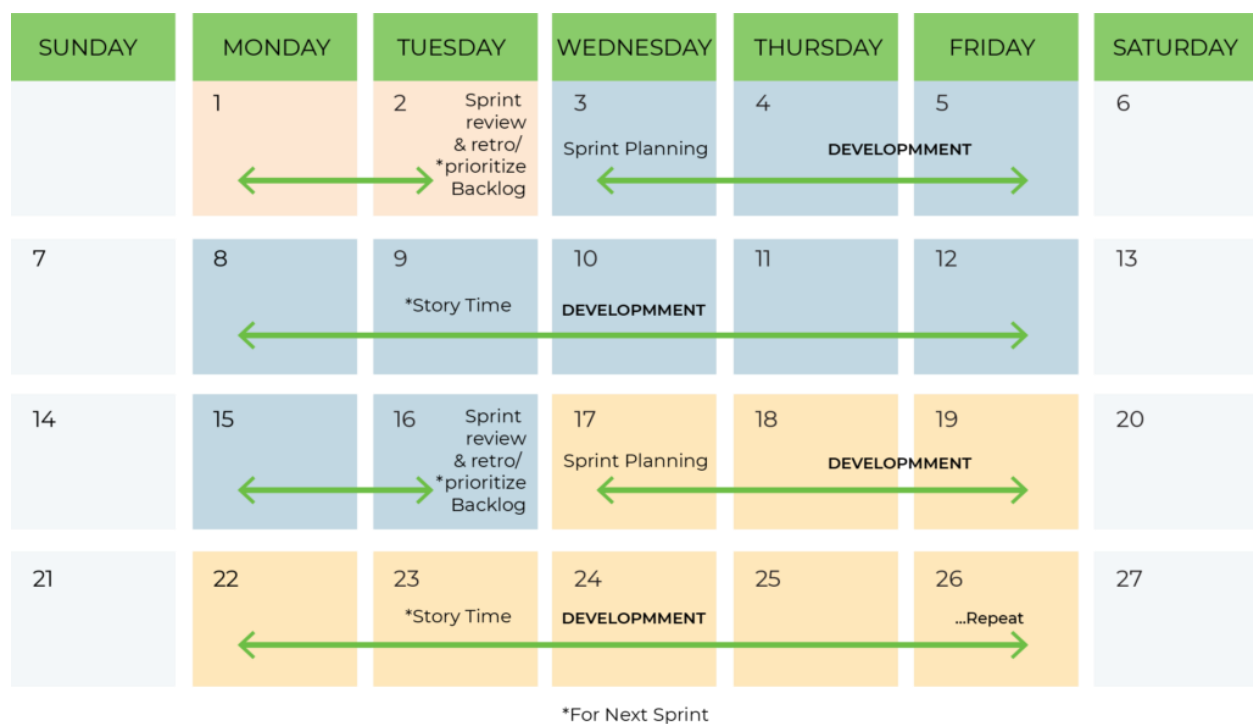 SUNDAY MONDAY TUESDAY WEDNESDAY THURSDAY FRIDAY SATURDAY
1 2 3 4 5 6
Sprint
review
& retro/
*prioritize
Backlog
Sprint Planning
DEVELOPMMENT
7 8 9 10 11 12 13
*Story Time
DEVELOPMMENT
14 15 16 17 18 19 20
Sprint
review
& retro/
*prioritize
Backlog
Sprint Planning
DEVELOPMMENT
21 22 23 24 25 26 27
*Story Time
DEVELOPMMENT
...Repeat
*For Next Sprint